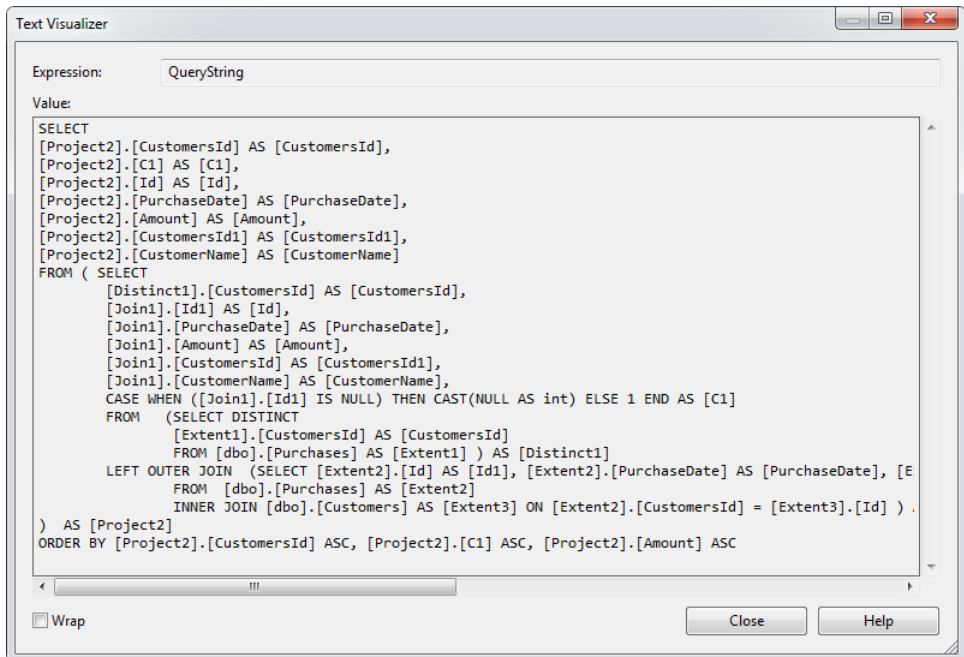 Text Visualizer
Expression: QueryString
Value:
SELECT
[Project2].[CustomersId] AS [CustomersId],
[Project2].[C1] AS [C1],
[Project2].[Id] AS [Id],
[Project2].[PurchaseDate] AS [PurchaseDate],
[Project2].[Amount] AS [Amount],
[Project2].[CustomersId1] AS [CustomersId1],
[Project2].[CustomerName] AS [CustomerName]
FROM ( SELECT
[Distinct1].[CustomersId] AS [CustomersId],
[Join1].[Id1] AS [Id],
[Join1].[PurchaseDate] AS [PurchaseDate],
[Join1].[Amount] AS [Amount],
[Join1].[CustomersId] AS [CustomersId1],
[Join1].[CustomerName] AS [CustomerName],
CASE WHEN ([Join1].[Id1] IS NULL) THEN CAST(NULL AS int) ELSE 1 END AS [C1]
FROM (SELECT DISTINCT
[Extent1].[CustomersId] AS [CustomersId]
FROM [dbo].[Purchases] AS [Extent1] ) AS [Distinct1]
LEFT OUTER JOIN (SELECT [Extent2].[Id] AS [Id1], [Extent2].[PurchaseDate] AS [PurchaseDate], [E
FROM [dbo].[Purchases] AS [Extent2]
INNER JOIN [dbo].[Customers] AS [Extent3] ON [Extent2].[CustomersId] = [Extent3].[Id] )
) AS [Project2]
ORDER BY [Project2].[CustomersId] ASC, [Project2].[C1] ASC, [Project2].[Amount] ASC
Wrap
Close
Help